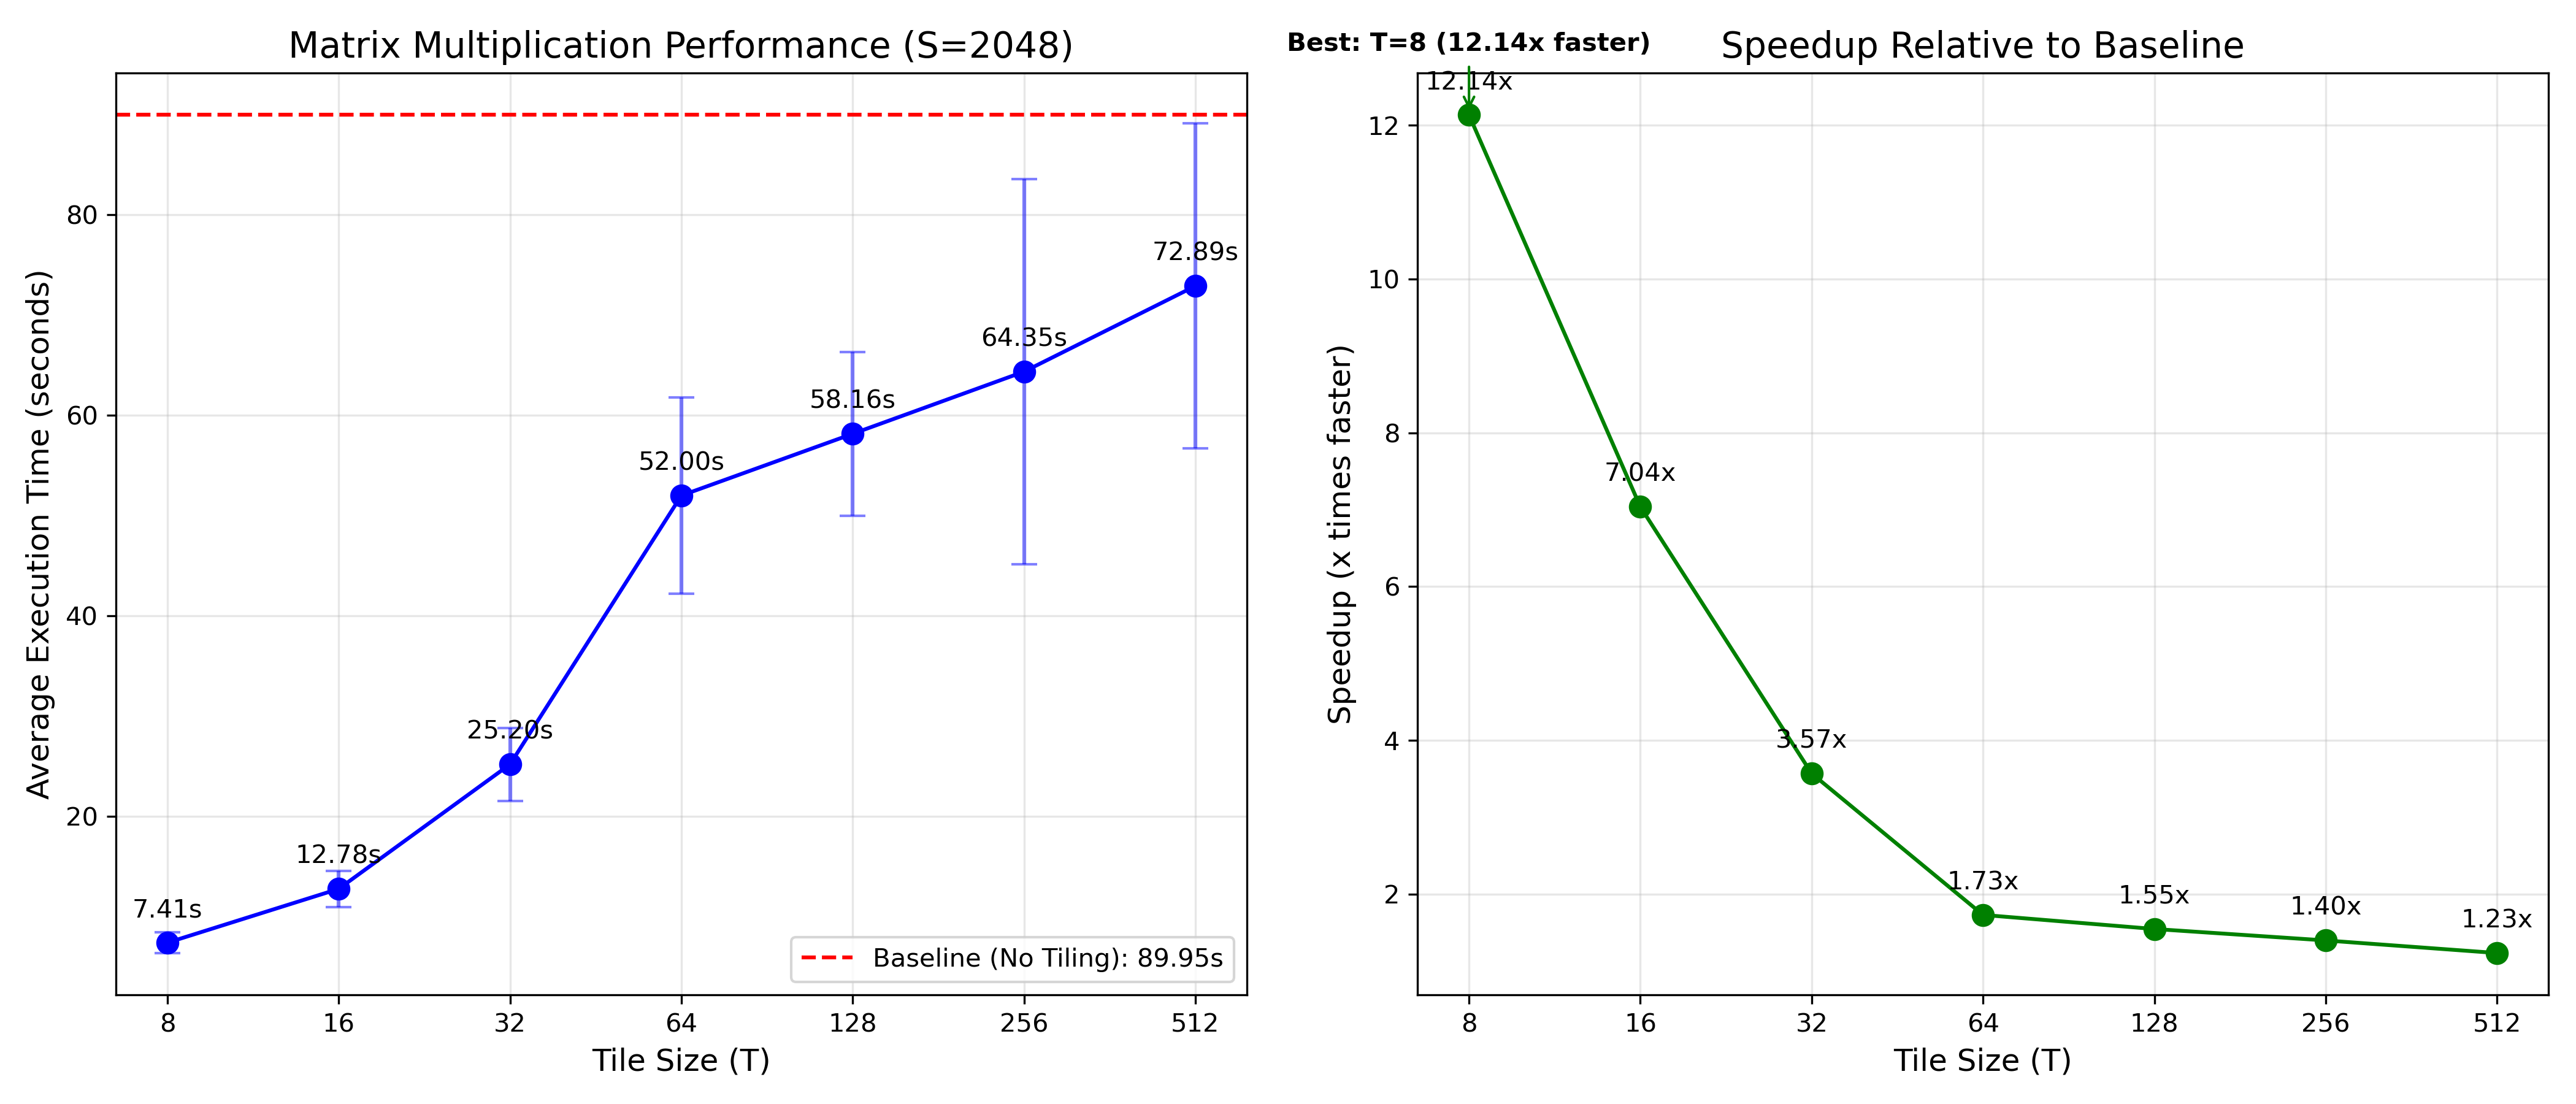 Matrix Multiplication Performance (S=2048)
Average Execution Time (seconds)
80
60
40
20
7.41s
12.78s
25.20s
52.00s
58.16s
64.35s
72.89s
Baseline (No Tiling): 89.95s
8 16 32 64 128 256 512
Tile Size (T)
Best: T=8 (12.14x faster)
Speedup Relative to Baseline
Speedup (x times faster)
12
10
8
6
4
2
12.14x
7.04x
3.57x
1.73x
1.55x
1.40x
1.23x
8 16 32 64 128 256 512
Tile Size (T)